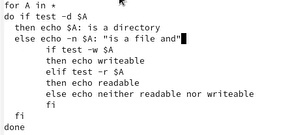 for A in *
do if test -d $A
then echo $A: is a directory
else echo -n $A: "is a file and"
if test -w $A
then echo writeable
elif test -r $A
then echo readable
else echo neither readable nor writeable
fi
fi
done